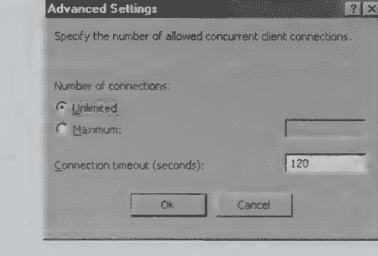 Advanced Settings
Specify the number of allowed concurrent client connections.
Number of connections:
Unlimited
Maximum:
Connection timeout (seconds): 120
Ok Cancel